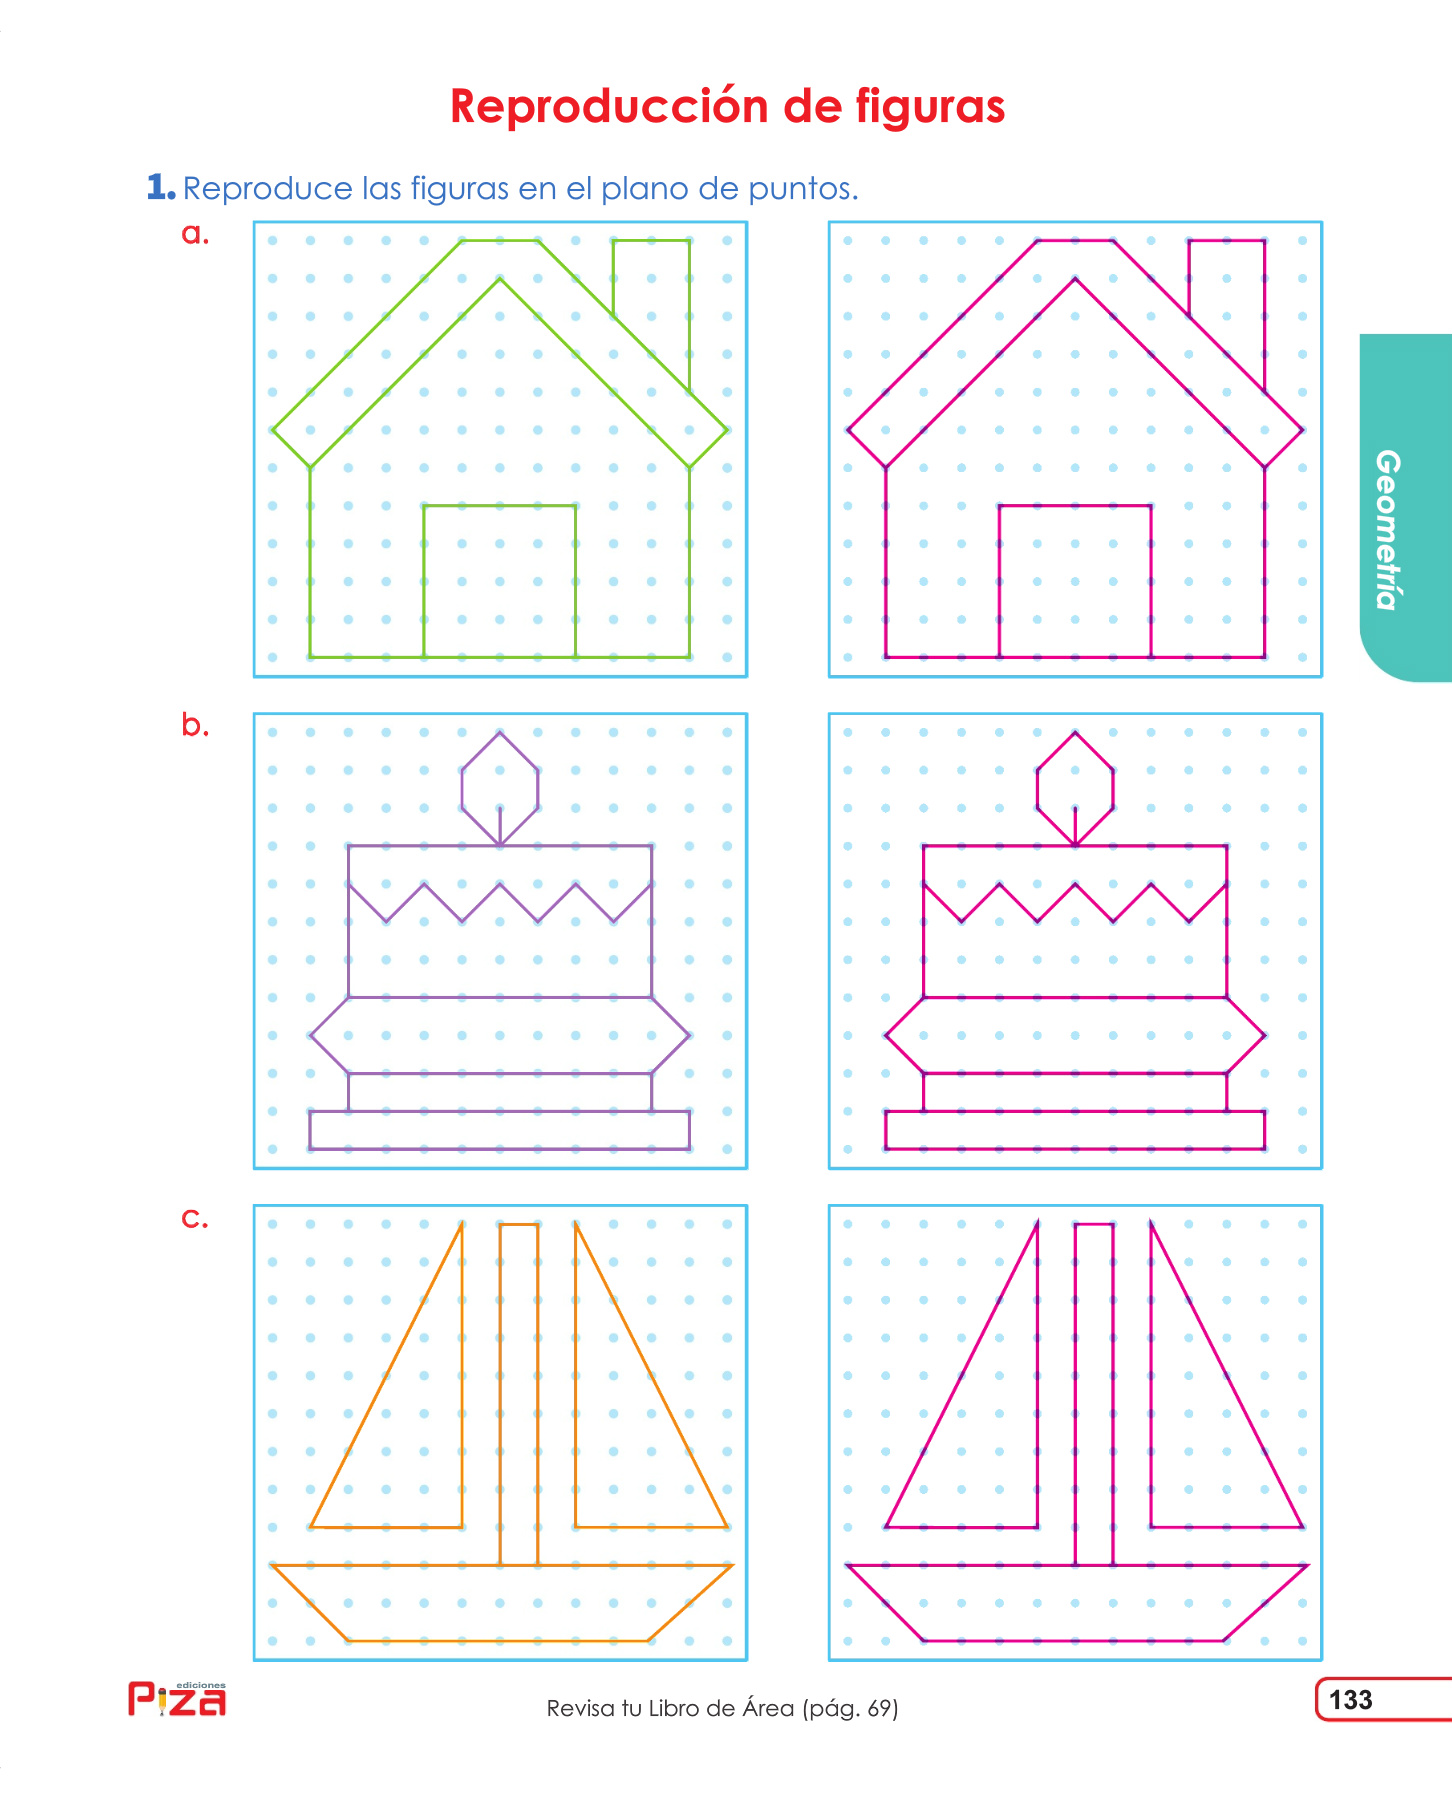 Reproducción de figuras
1. Reproduce las figuras en el plano de puntos.
a.
Geometría
b.
c.
ediciones
Piza
Revisa tu Libro de Área (pág. 69)
133